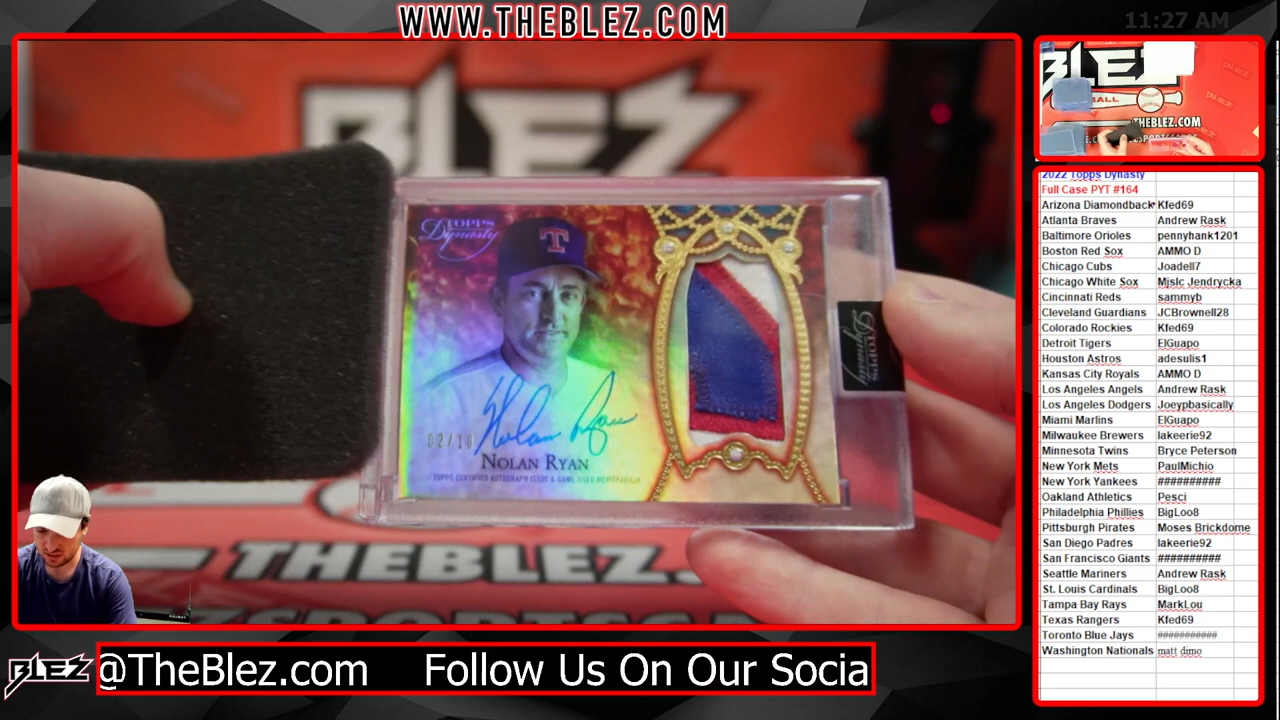 WWW.THEBLEZ.COM
11:27 AM
BLEZ
TOPPS
Dynasty
T
02/10
Nolan Ryan
NOLAN RYAN
TOPPS CERTIFIED AUTOGRAPH ISSUE & GAME-USED MEMORABILIA
TOPPS
Dynasty
THEBLEZ.
BLEZ
BALL
THEBLEZ.COM
2022 Topps Dynasty
Full Case PYT #164
Arizona Diamondback Kfed69
Atlanta Braves Andrew Rask
Baltimore Orioles pennyhank1201
Boston Red Sox AMMO D
Chicago Cubs Joadell7
Chicago White Sox Mjslc Jendrycka
Cincinnati Reds sammyb
Cleveland Guardians JCBrownell28
Colorado Rockies Kfed69
Detroit Tigers ElGuapo
Houston Astros adesulis1
Kansas City Royals AMMO D
Los Angeles Angels Andrew Rask
Los Angeles Dodgers Joeypbasically
Miami Marlins ElGuapo
Milwaukee Brewers lakeerie92
Minnesota Twins Bryce Peterson
New York Mets PaulMichio
New York Yankees ##########
Oakland Athletics Pesci
Philadelphia Phillies BigLoo8
Pittsburgh Pirates Moses Brickdome
San Diego Padres lakeerie92
San Francisco Giants ##########
Seattle Mariners Andrew Rask
St. Louis Cardinals BigLoo8
Tampa Bay Rays MarkLou
Texas Rangers Kfed69
Toronto Blue Jays ###########
Washington Nationals matt dimo
BLEZ
@TheBlez.com Follow Us On Our Socia